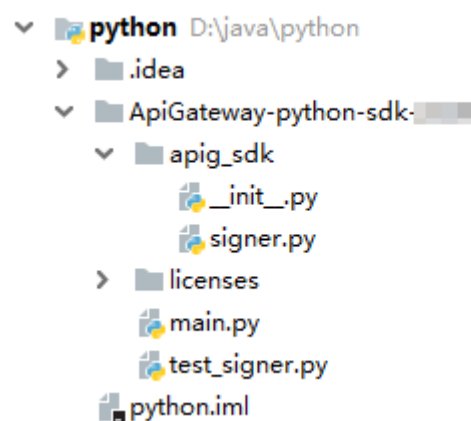 python D:\java\python
.idea
ApiGateway-python-sdk-
apig_sdk
__init__.py
signer.py
licenses
main.py
test_signer.py
python.iml